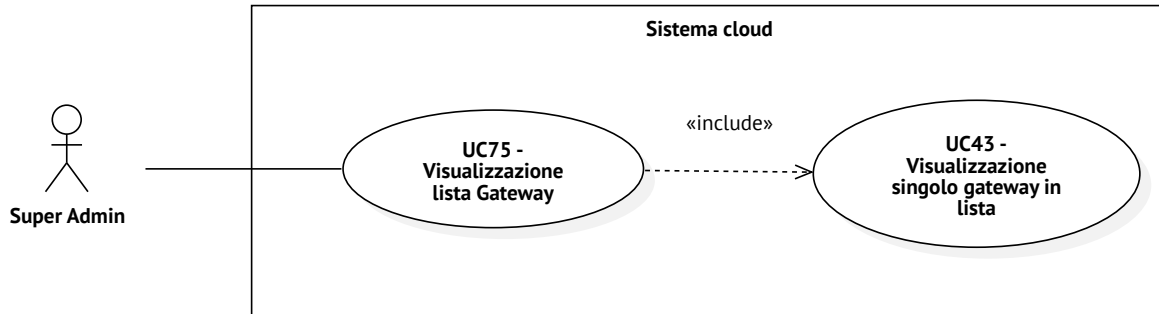 Sistema cloud
Super Admin
UC75 -
Visualizzazione
lista Gateway
«include»
UC43 -
Visualizzazione
singolo gateway in
lista